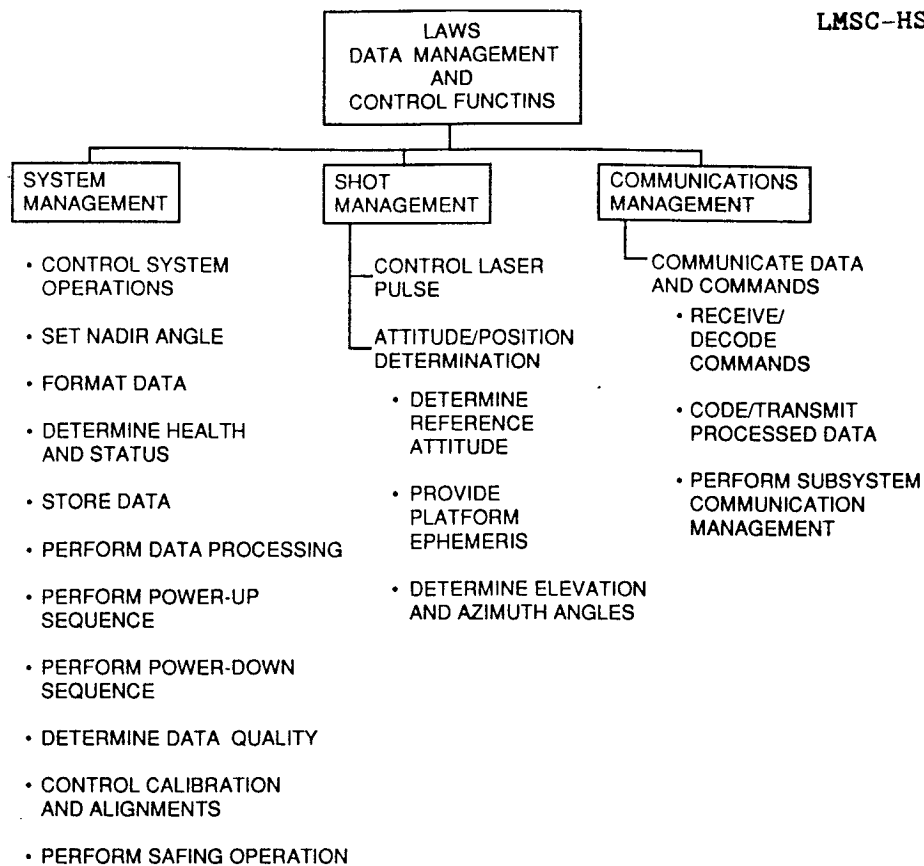 LMSC-HS
LAWS
DATA MANAGEMENT
AND
CONTROL FUNCTINS
SYSTEM
MANAGEMENT
• CONTROL SYSTEM
OPERATIONS
• SET NADIR ANGLE
• FORMAT DATA
• DETERMINE HEALTH
AND STATUS
• STORE DATA
• PERFORM DATA PROCESSING
• PERFORM POWER-UP
SEQUENCE
• PERFORM POWER-DOWN
SEQUENCE
• DETERMINE DATA QUALITY
• CONTROL CALIBRATION
AND ALIGNMENTS
• PERFORM SAFING OPERATION
SHOT
MANAGEMENT
CONTROL LASER
PULSE
ATTITUDE/POSITION
DETERMINATION
• DETERMINE
REFERENCE
ATTITUDE
• PROVIDE
PLATFORM
EPHEMERIS
• DETERMINE ELEVATION
AND AZIMUTH ANGLES
COMMUNICATIONS
MANAGEMENT
COMMUNICATE DATA
AND COMMANDS
• RECEIVE/
DECODE
COMMANDS
• CODE/TRANSMIT
PROCESSED DATA
• PERFORM SUBSYSTEM
COMMUNICATION
MANAGEMENT